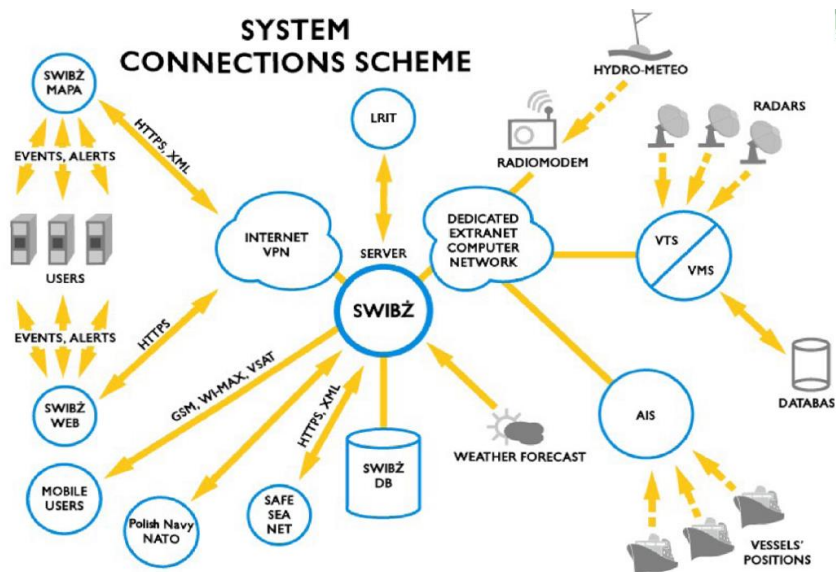 SYSTEM
CONNECTIONS SCHEME
SWIBŻ
MAPA
HTTPS, XML
EVENTS, ALERTS
USERS
EVENTS, ALERTS
HTTPS
SWIBŻ
WEB
INTERNET
VPN
LRIT
SERVER
SWIBŻ
DEDICATED
EXTRANET
COMPUTER
NETWORK
RADIOMODEM
HYDRO-METEO
RADARS
VTS
VMS
DATABAS
AIS
VESSELS'
POSITIONS
WEATHER FORECAST
GSM, WI-MAX, VSAT
HTTPS, XML
MOBILE
USERS
Polish Navy
NATO
SAFE
SEA
NET
SWIBŻ
DB